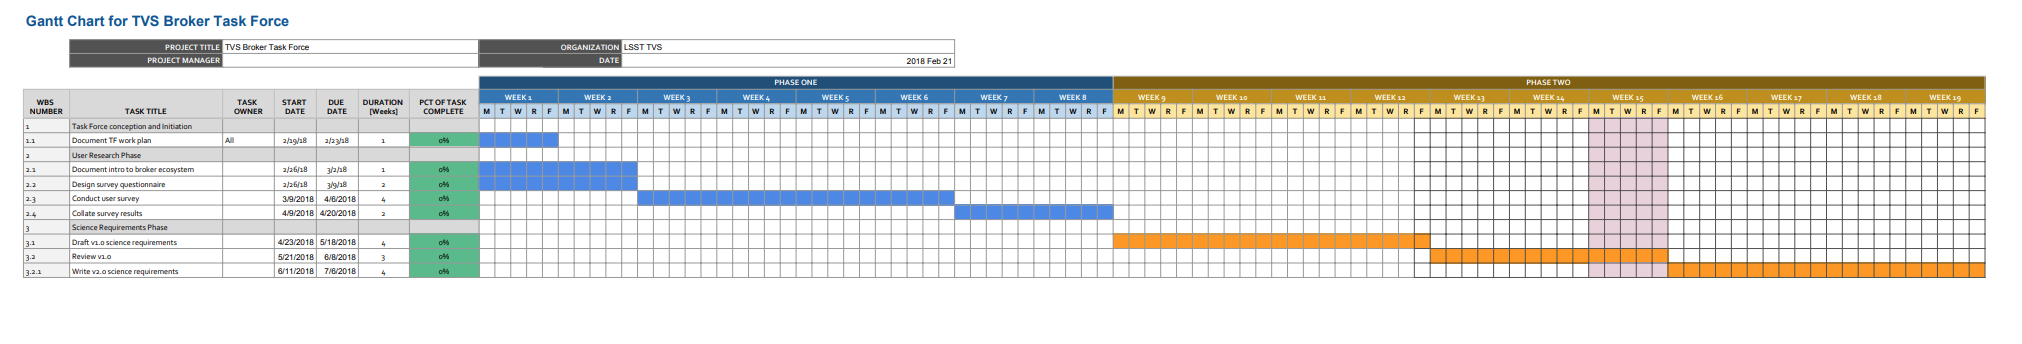 Gantt Chart for TVS Broker Task Force
PROJECT TITLE TVS Broker Task Force ORGANIZATION LSST TVS
PROJECT MANAGER DATE 2018 Feb 21
PHASE ONE PHASE TWO
WBS NUMBER TASK TITLE TASK OWNER START DATE DUE DATE DURATION [Weeks] PCT OF TASK COMPLETE WEEK 1 WEEK 2 WEEK 3 WEEK 4 WEEK 5 WEEK 6 WEEK 7 WEEK 8 WEEK 9 WEEK 10 WEEK 11 WEEK 12 WEEK 13 WEEK 14 WEEK 15 WEEK 16 WEEK 17 WEEK 18 WEEK 19
M T W R F M T W R F M T W R F M T W R F M T W R F M T W R F M T W R F M T W R F M T W R F M T W R F M T W R F M T W R F M T W R F M T W R F M T W R F M T W R F M T W R F M T W R F M T W R F
1 Task Force conception and Initiation
1.1 Document TF work plan All 2/19/18 2/23/18 1 0%
2 User Research Phase
2.1 Document intro to broker ecosystem 2/26/18 3/2/18 1 0%
2.2 Design survey questionnaire 2/26/18 3/9/18 2 0%
2.3 Conduct user survey 3/9/2018 4/6/2018 4 0%
2.4 Collate survey results 4/9/2018 4/20/2018 2 0%
3 Science Requirements Phase
3.1 Draft v1.0 science requirements 4/23/2018 5/18/2018 4 0%
3.2 Review v1.0 5/21/2018 6/8/2018 3 0%
3.2.1 Write v2.0 science requirements 6/11/2018 7/6/2018 4 0%